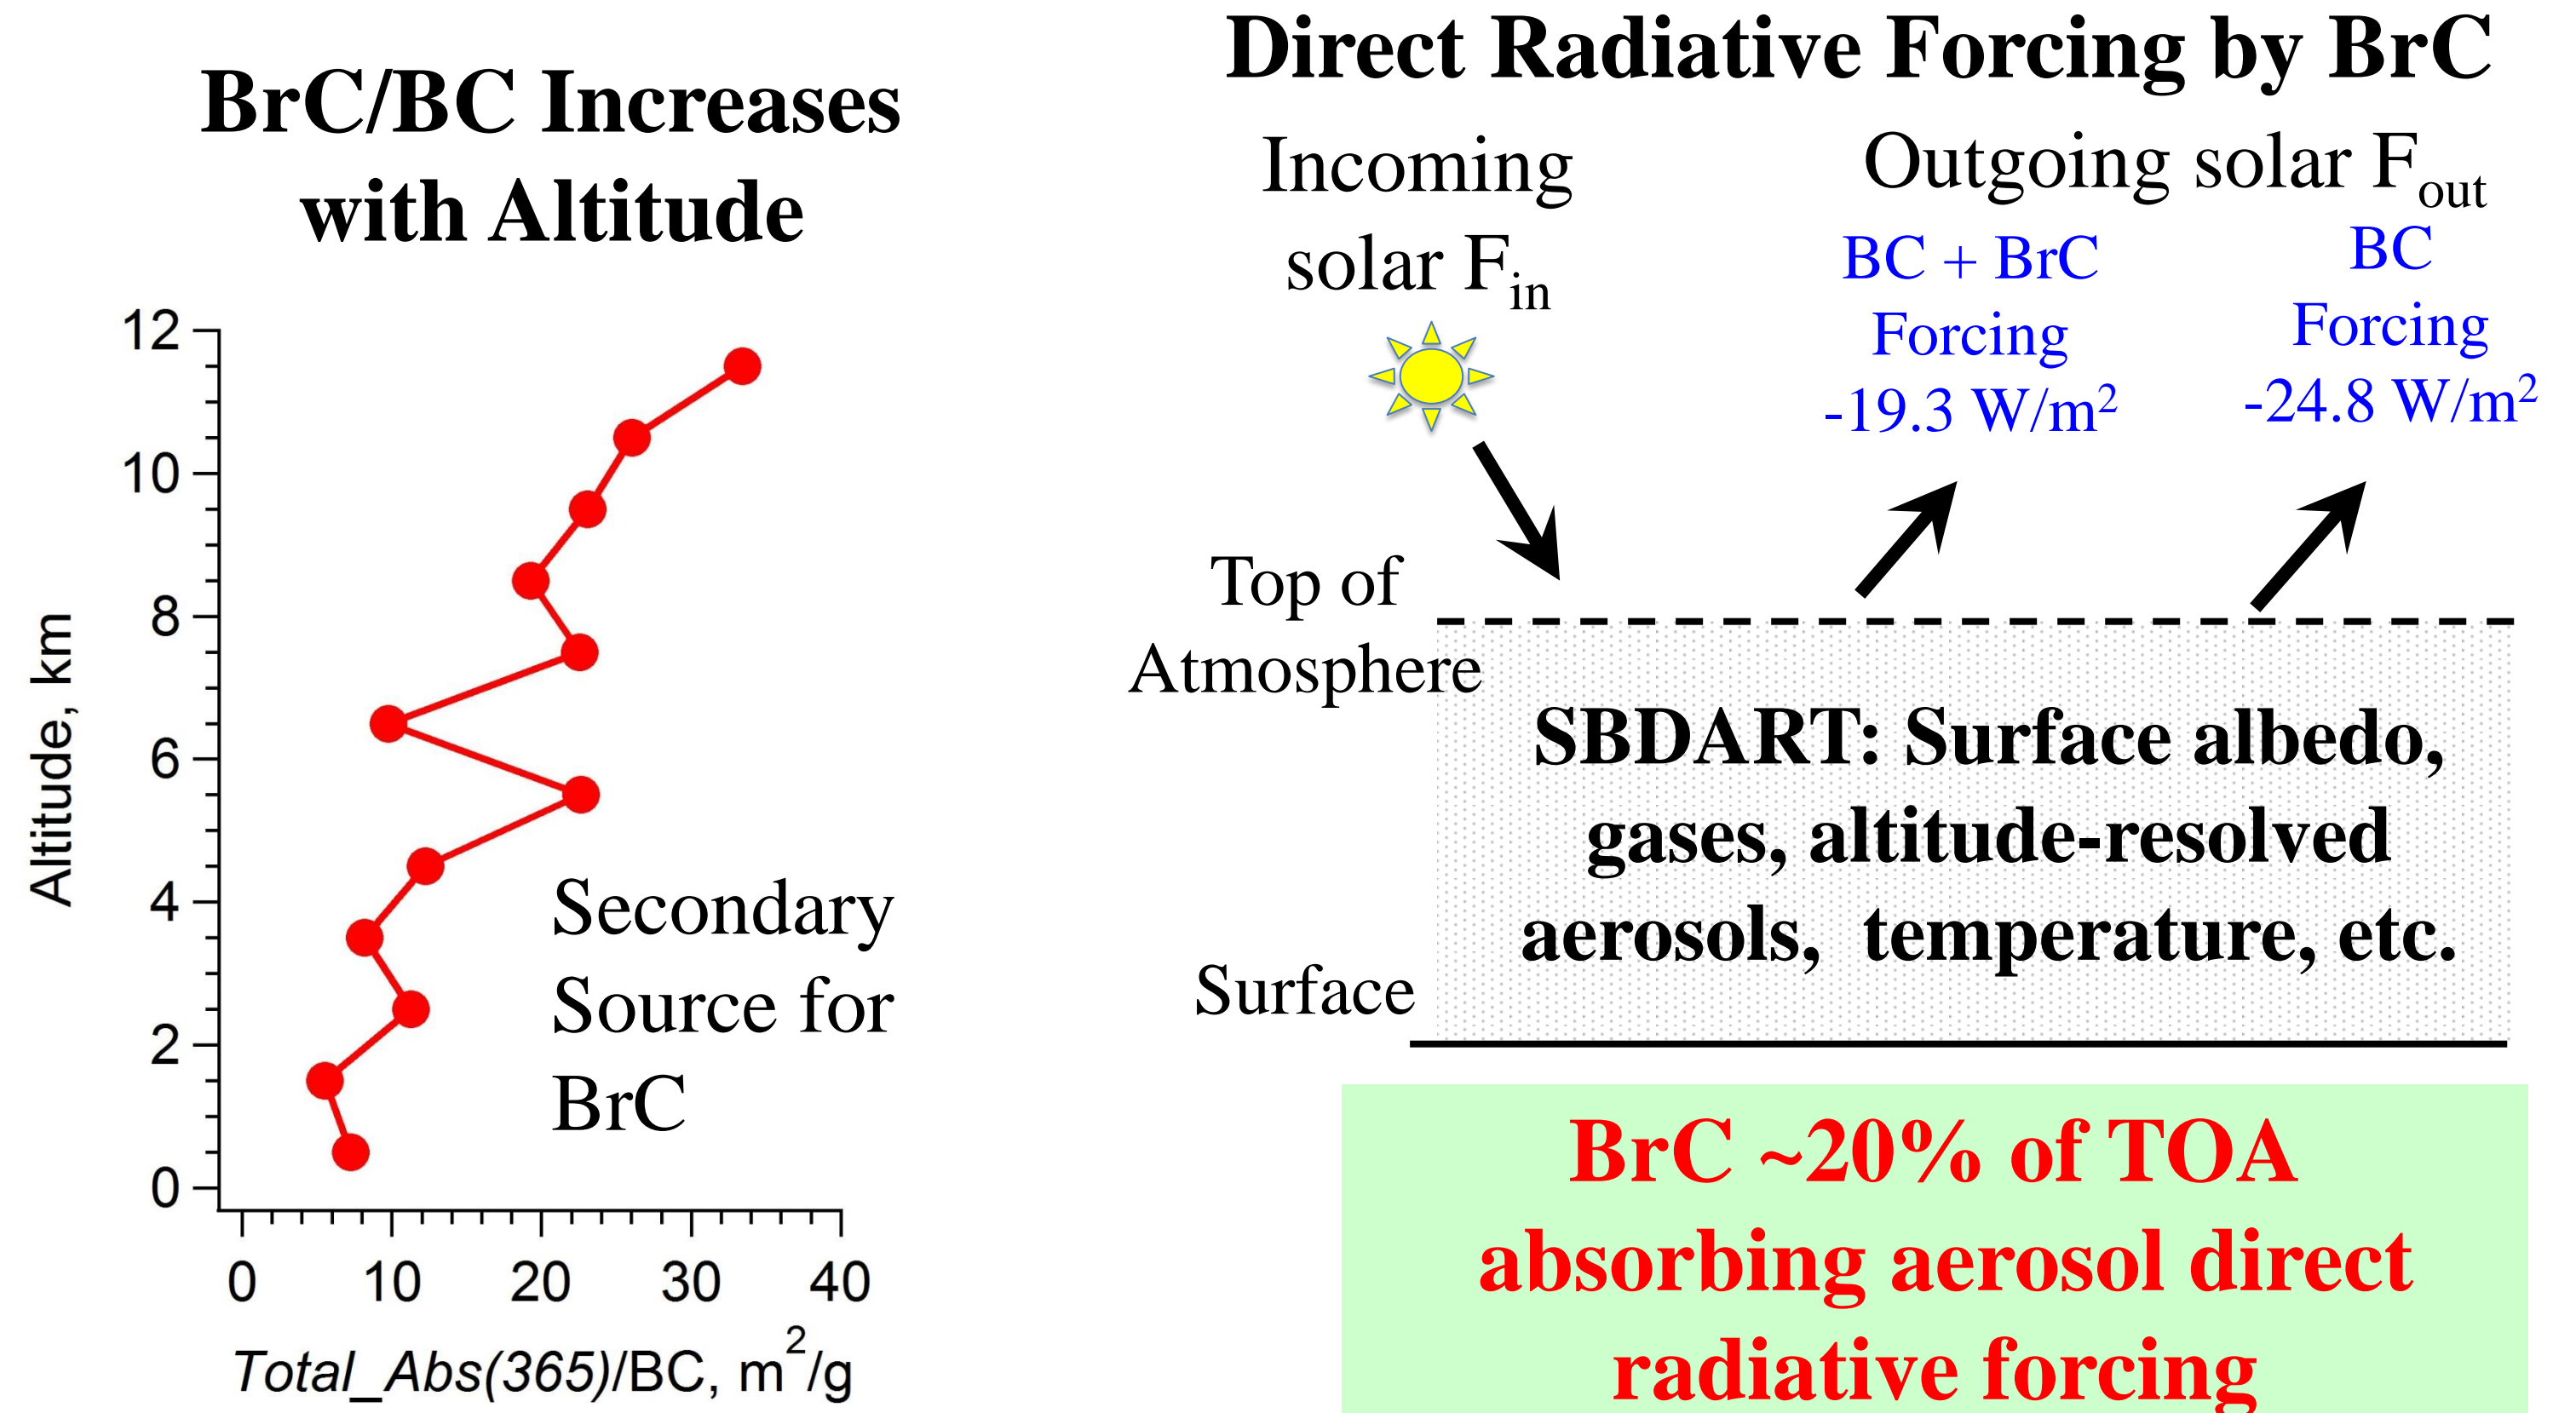 BrC/BC Increases
with Altitude
12
10
8
6
4
2
0
Altitude, km
Secondary
Source for
BrC
0 10 20 30 40
Total_Abs(365)/BC, m²/g
Direct Radiative Forcing by BrC
Incoming
solar Fin
Outgoing solar Fout
BC + BrC
Forcing
-19.3 W/m²
BC
Forcing
-24.8 W/m²
Top of
Atmosphere
SBDART: Surface albedo,
gases, altitude-resolved
aerosols, temperature, etc.
Surface
BrC ~20% of TOA
absorbing aerosol direct
radiative forcing